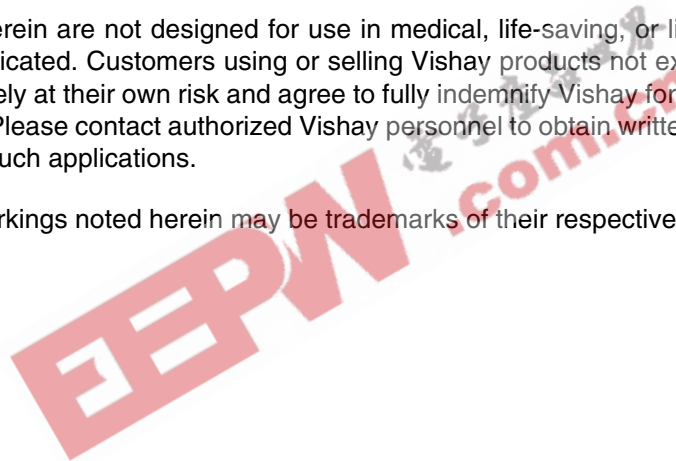 erein are not designed for use in medical, life-saving, or li
icated. Customers using or selling Vishay products not ex
ely at their own risk and agree to fully indemnify Vishay for
Please contact authorized Vishay personnel to obtain writte
uch applications.
rkings noted herein may be trademarks of their respective
EEPW .com.cn